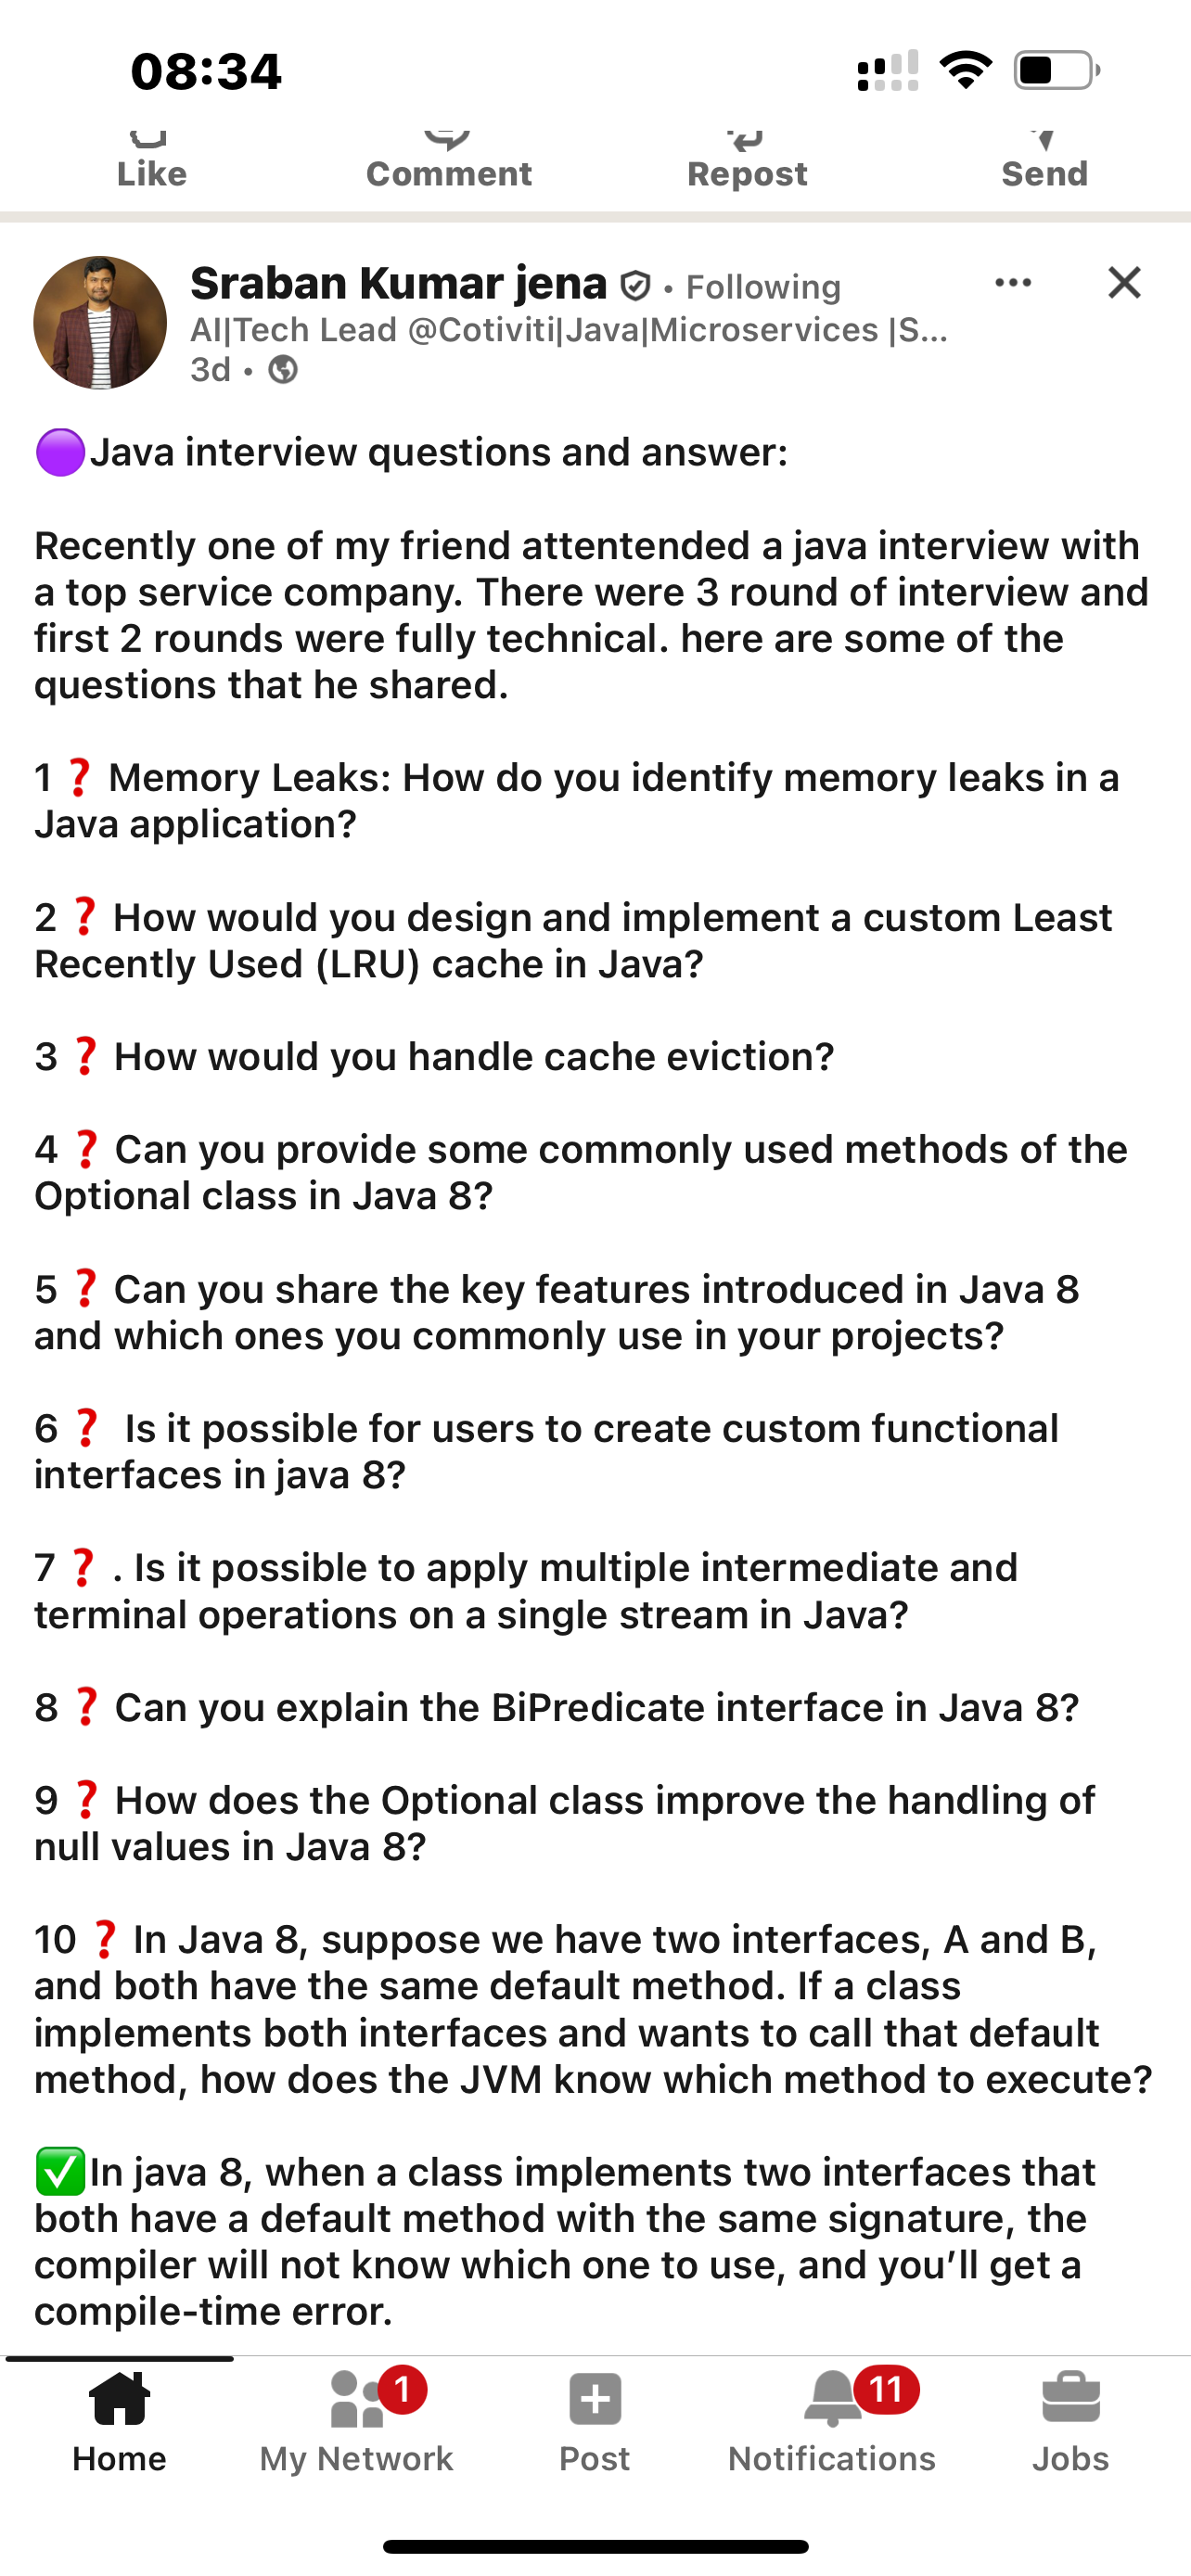 08:34
Like
Comment
Repost
Send
Sraban Kumar jena • Following
AI|Tech Lead @Cotiviti|Java|Microservices |S...
3d •
🟣Java interview questions and answer:
Recently one of my friend attentended a java interview with
a top service company. There were 3 round of interview and
first 2 rounds were fully technical. here are some of the
questions that he shared.
1❓ Memory Leaks: How do you identify memory leaks in a
Java application?
2❓ How would you design and implement a custom Least
Recently Used (LRU) cache in Java?
3❓ How would you handle cache eviction?
4❓ Can you provide some commonly used methods of the
Optional class in Java 8?
5❓ Can you share the key features introduced in Java 8
and which ones you commonly use in your projects?
6❓ Is it possible for users to create custom functional
interfaces in java 8?
7❓ . Is it possible to apply multiple intermediate and
terminal operations on a single stream in Java?
8❓ Can you explain the BiPredicate interface in Java 8?
9❓ How does the Optional class improve the handling of
null values in Java 8?
10❓ In Java 8, suppose we have two interfaces, A and B,
and both have the same default method. If a class
implements both interfaces and wants to call that default
method, how does the JVM know which method to execute?
✅In java 8, when a class implements two interfaces that
both have a default method with the same signature, the
compiler will not know which one to use, and you’ll get a
compile-time error.
1
11
Home
My Network
Post
Notifications
Jobs